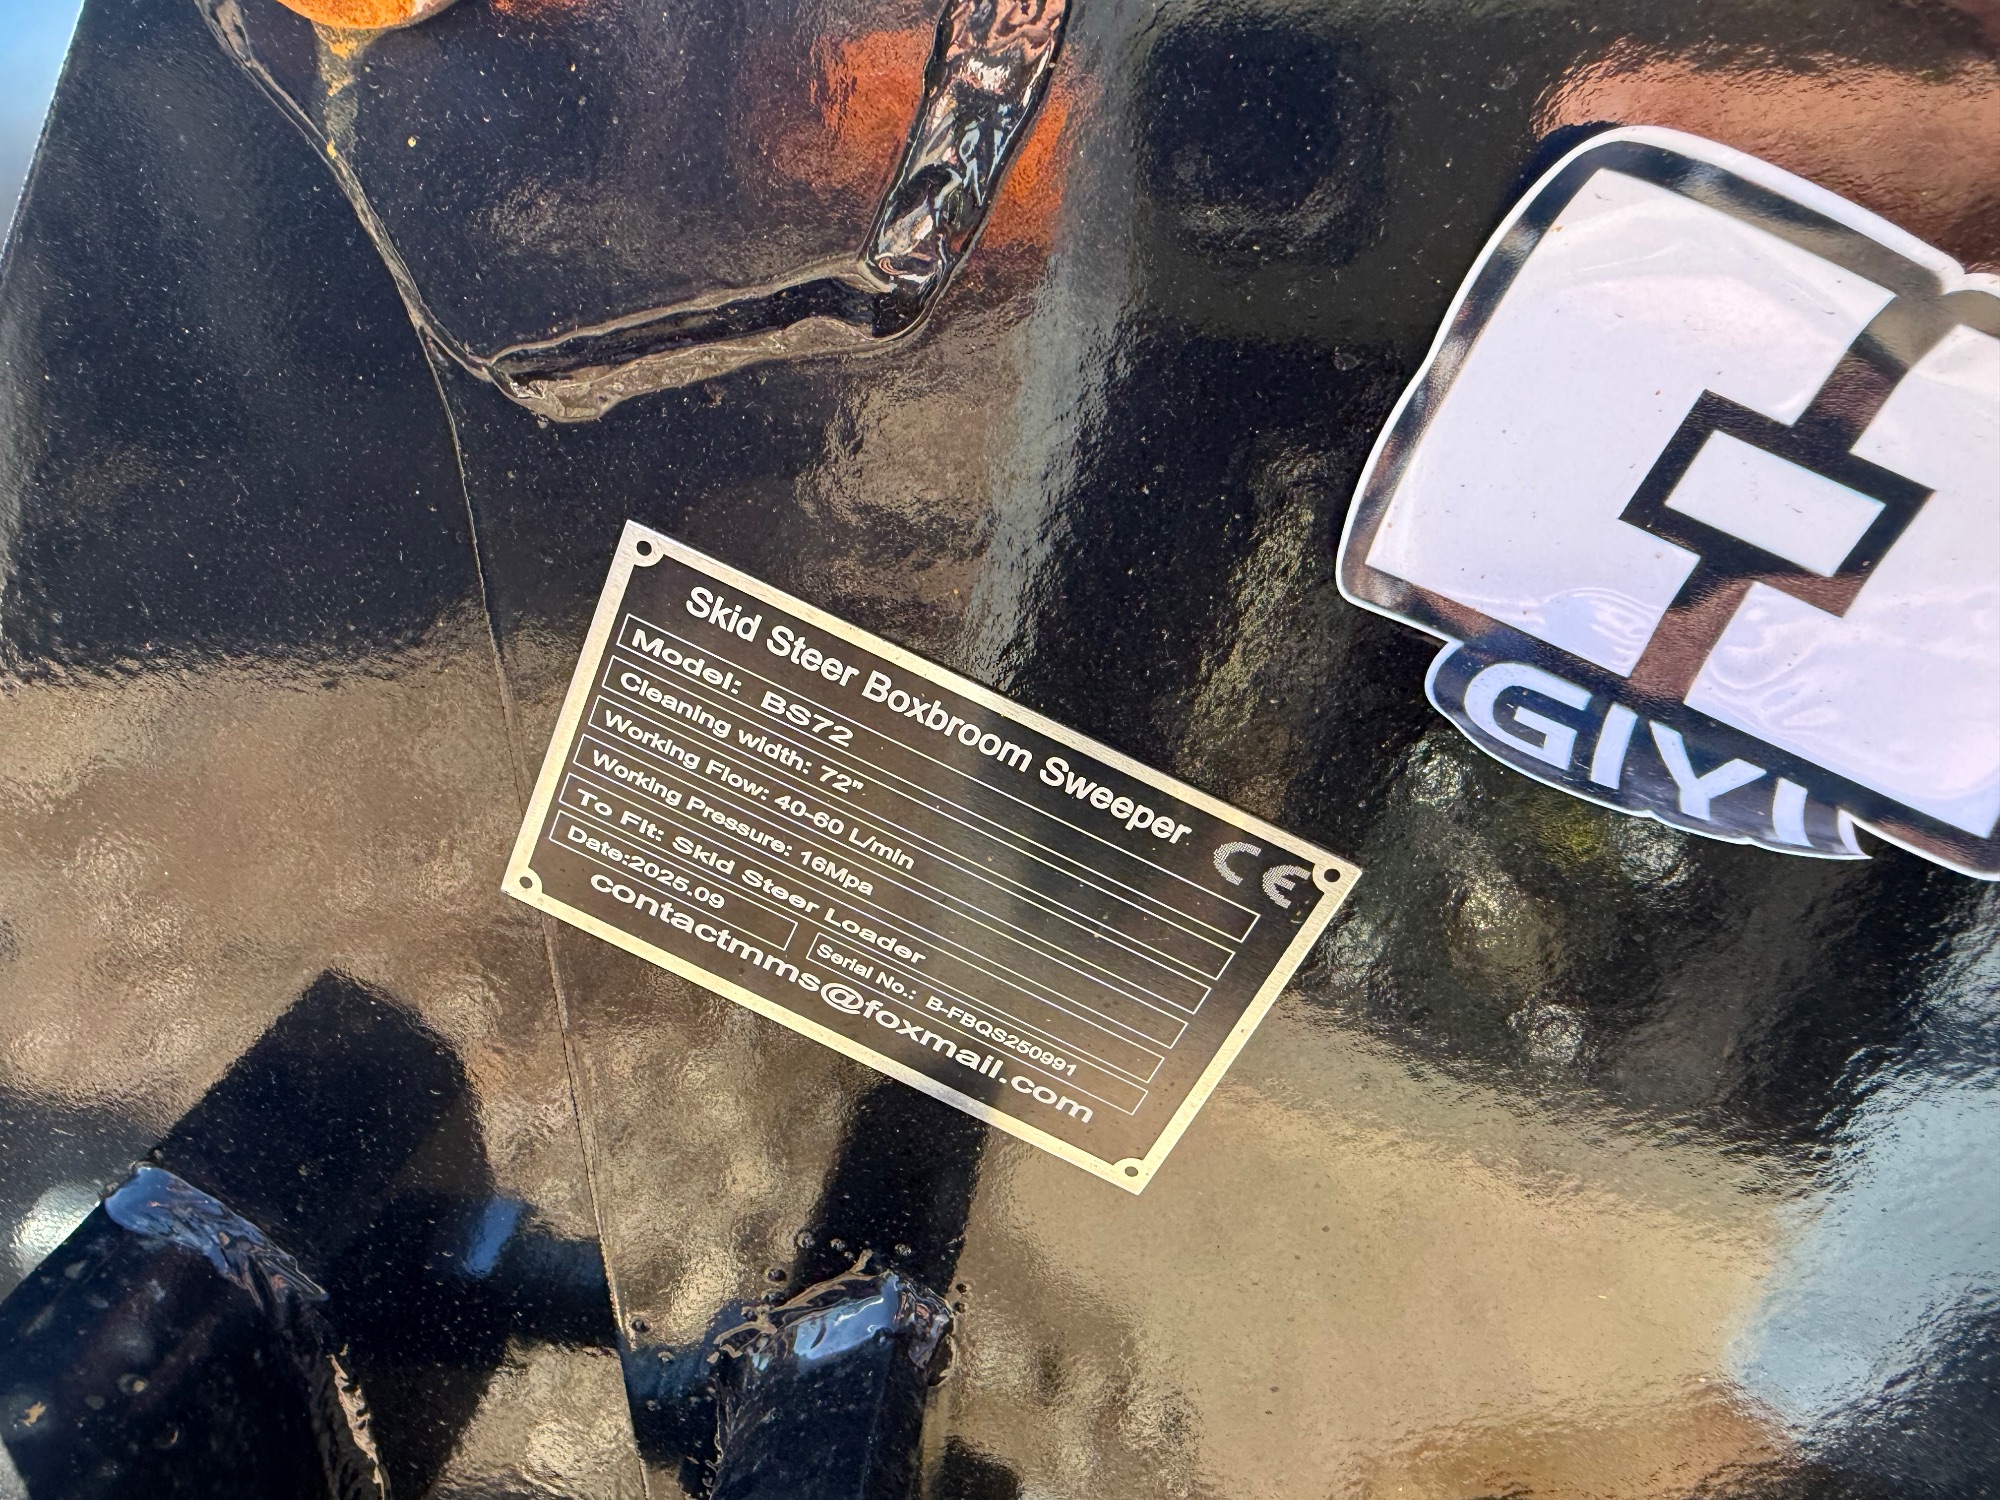 Skid Steer Boxbroom Sweeper
Model: BS72
CE
Cleaning width: 72"
Working Flow: 40-60 L/min
Working Pressure: 16Mpa
To Fit: Skid Steer Loader
Date:2025.09
Serial No.: B-FBQS250991
contactmms@foxmail.com